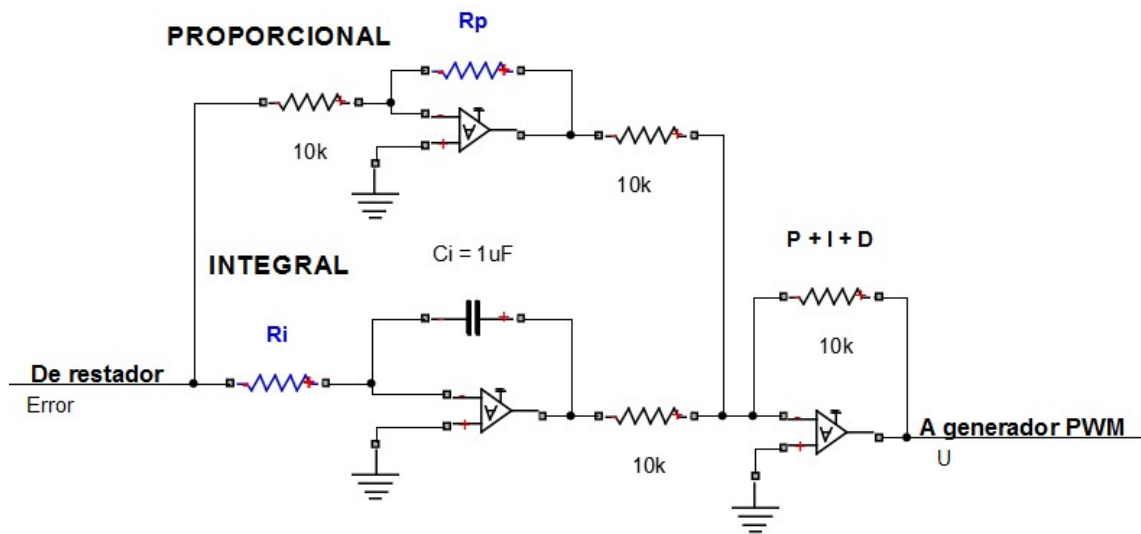 Rp
PROPORCIONAL
10k
10k
P + I + D
Ci = 1uF
INTEGRAL
Ri
10k
De restador
Error
A generador PWM
U
10k